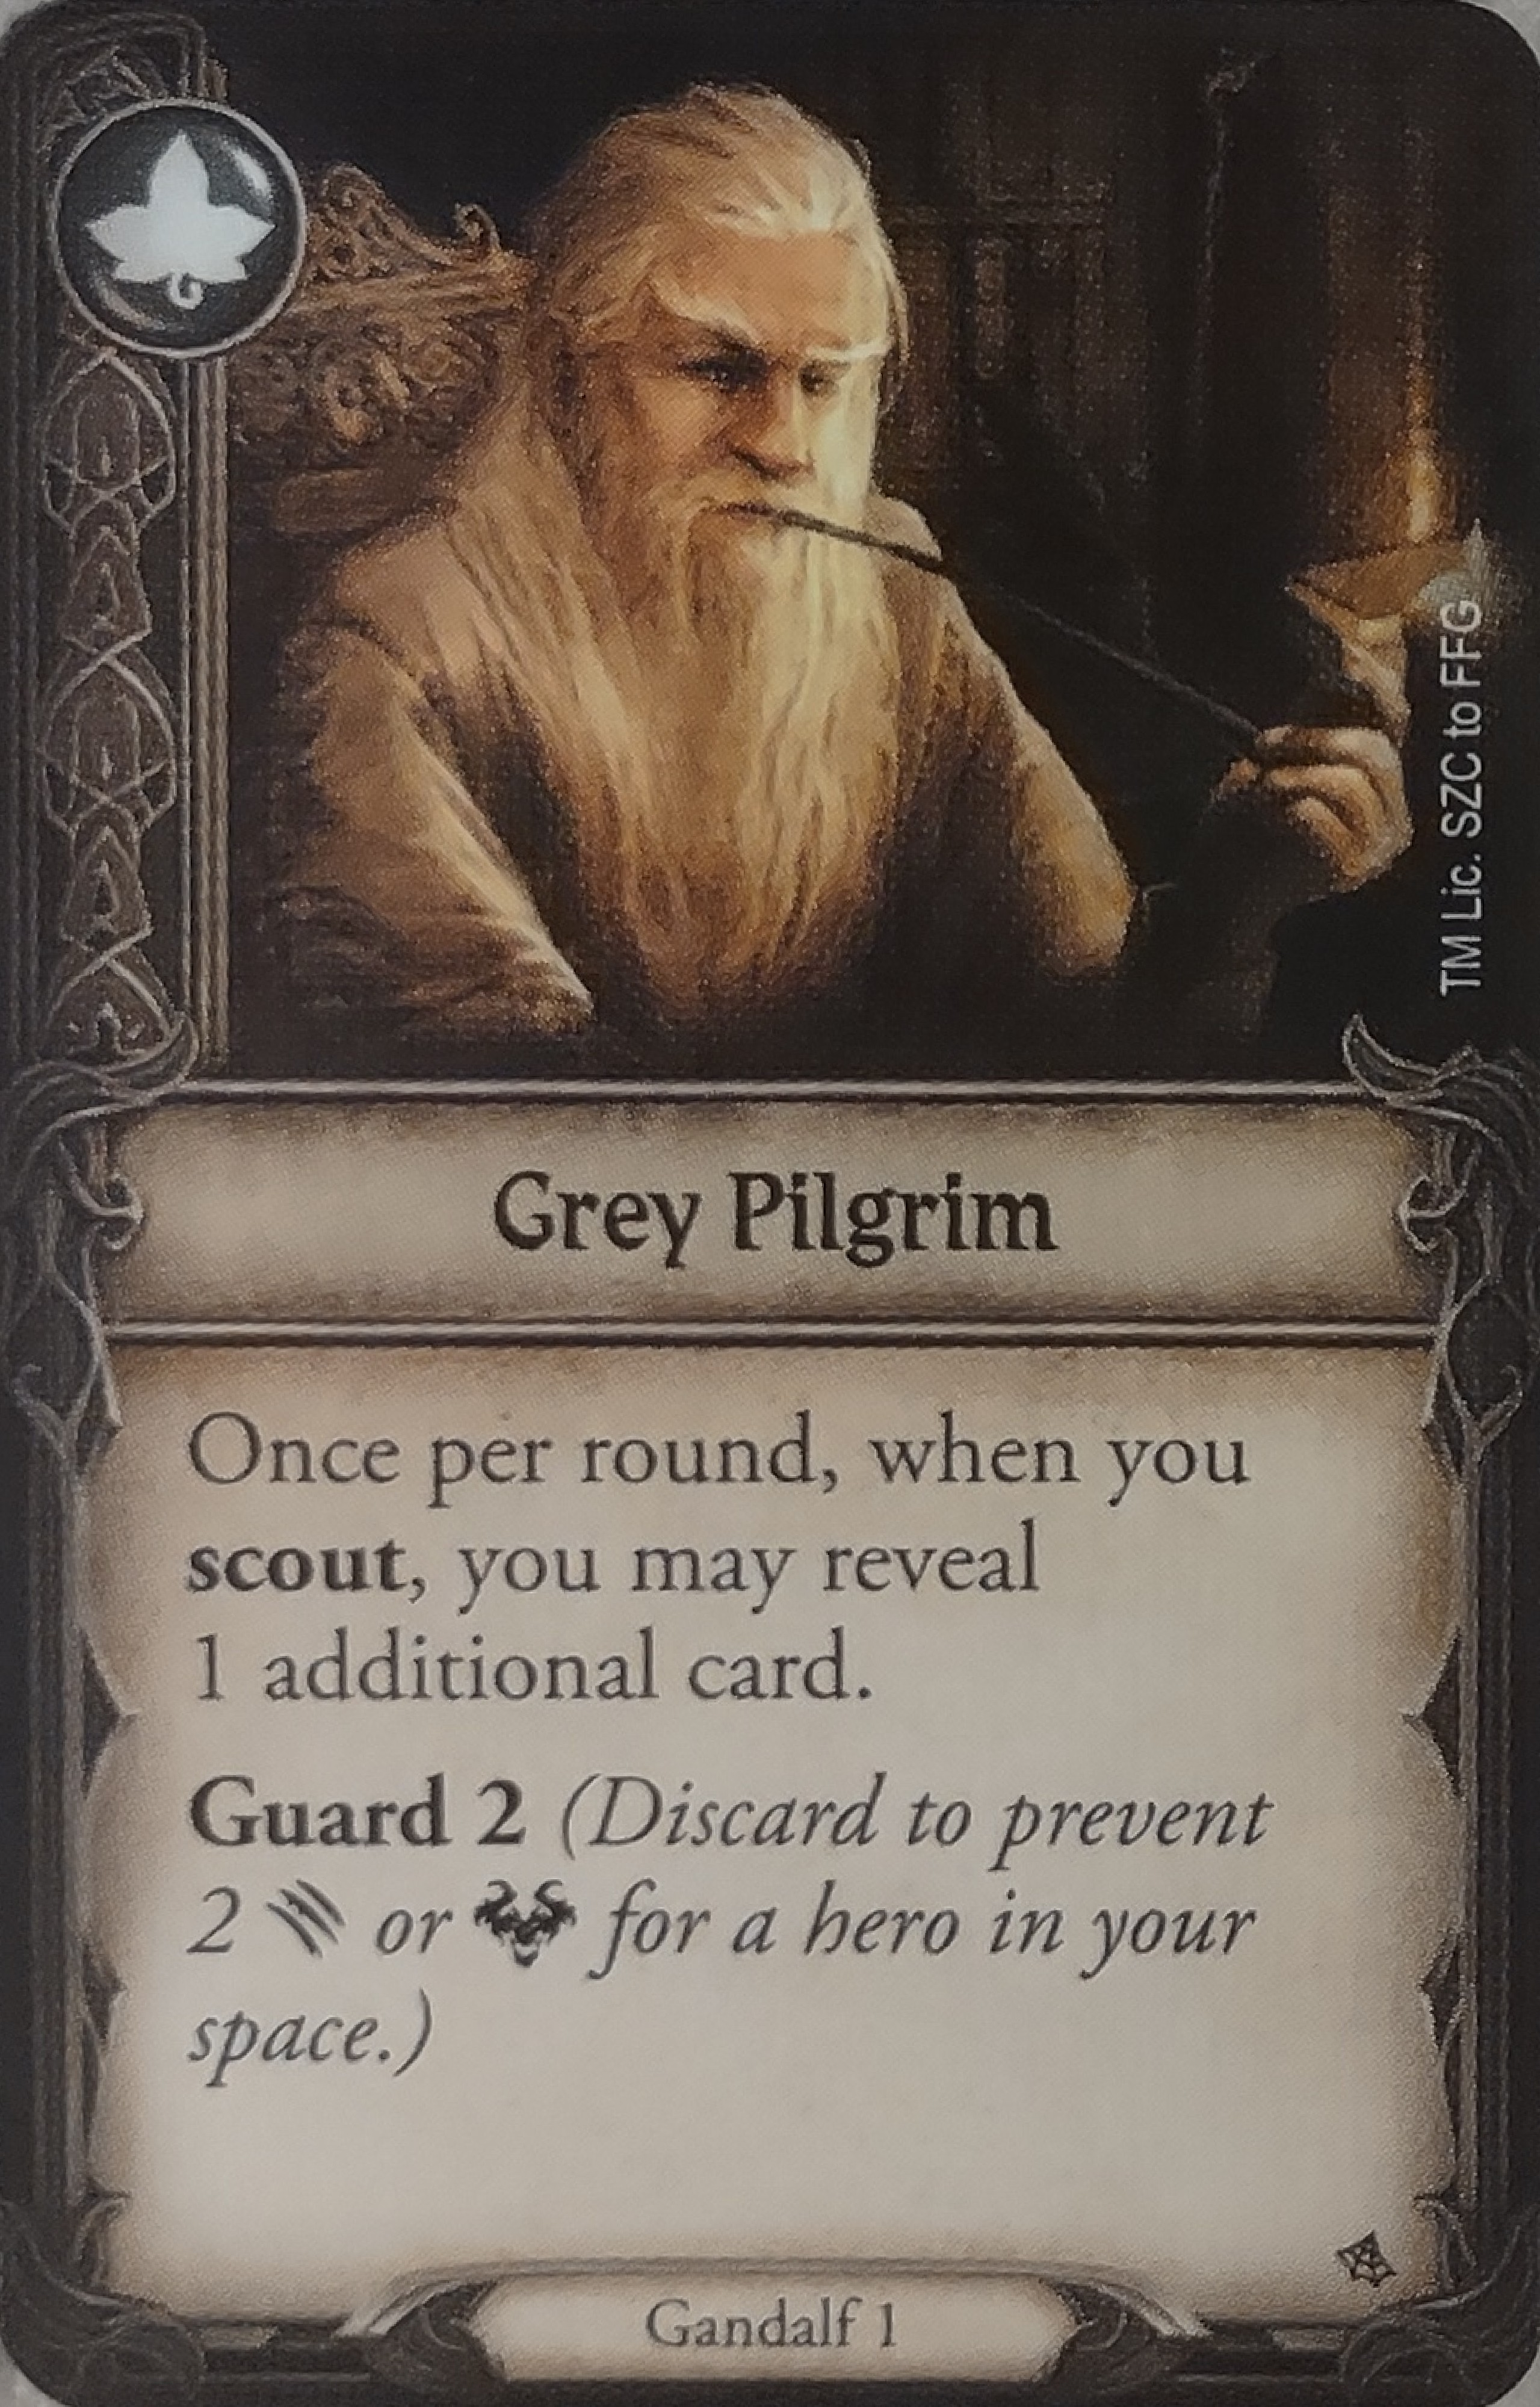 TM Lic. SZC to FFG
Grey Pilgrim
Once per round, when you
scout, you may reveal
1 additional card.
Guard 2 (Discard to prevent
2 or for a hero in your
space.)
Gandalf 1